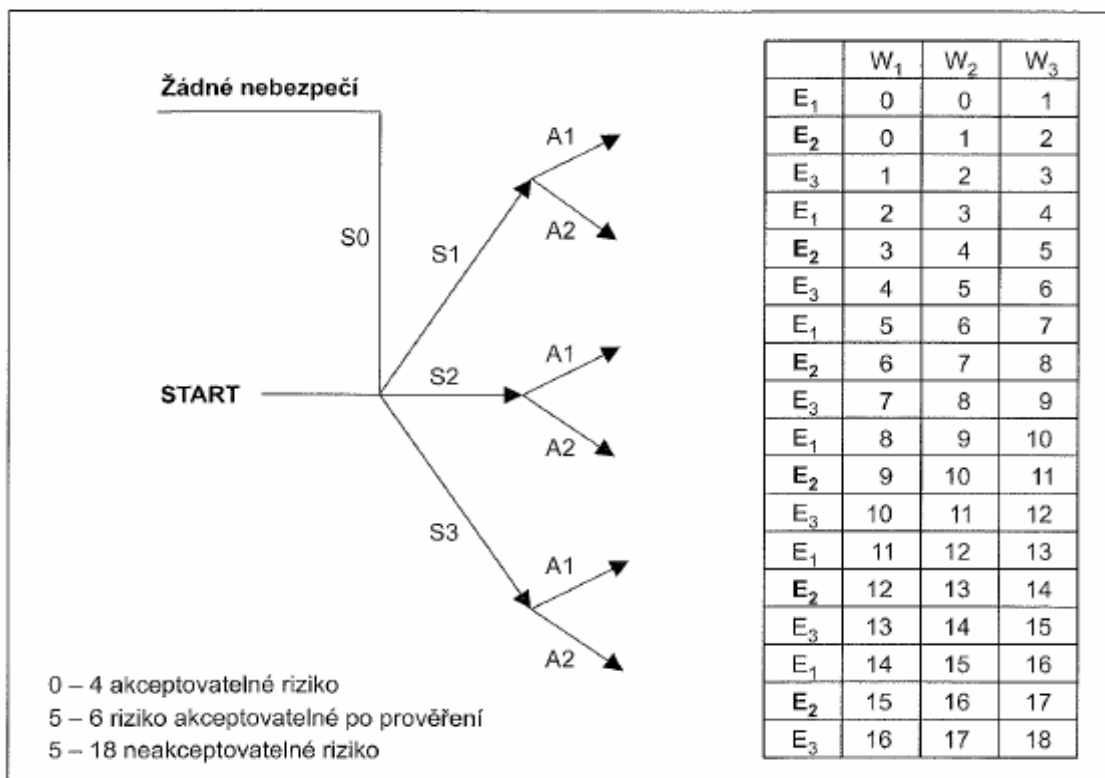 Žádné nebezpečí
S0
START
S1
A1
A2
S2
A1
A2
S3
A1
A2
0 – 4 akceptovatelné riziko
5 – 6 riziko akceptovatelné po prověření
5 – 18 neakceptovatelné riziko
W₁ W₂ W₃
E₁ 0 0 1
E₂ 0 1 2
E₃ 1 2 3
E₁ 2 3 4
E₂ 3 4 5
E₃ 4 5 6
E₁ 5 6 7
E₂ 6 7 8
E₃ 7 8 9
E₁ 8 9 10
E₂ 9 10 11
E₃ 10 11 12
E₁ 11 12 13
E₂ 12 13 14
E₃ 13 14 15
E₁ 14 15 16
E₂ 15 16 17
E₃ 16 17 18